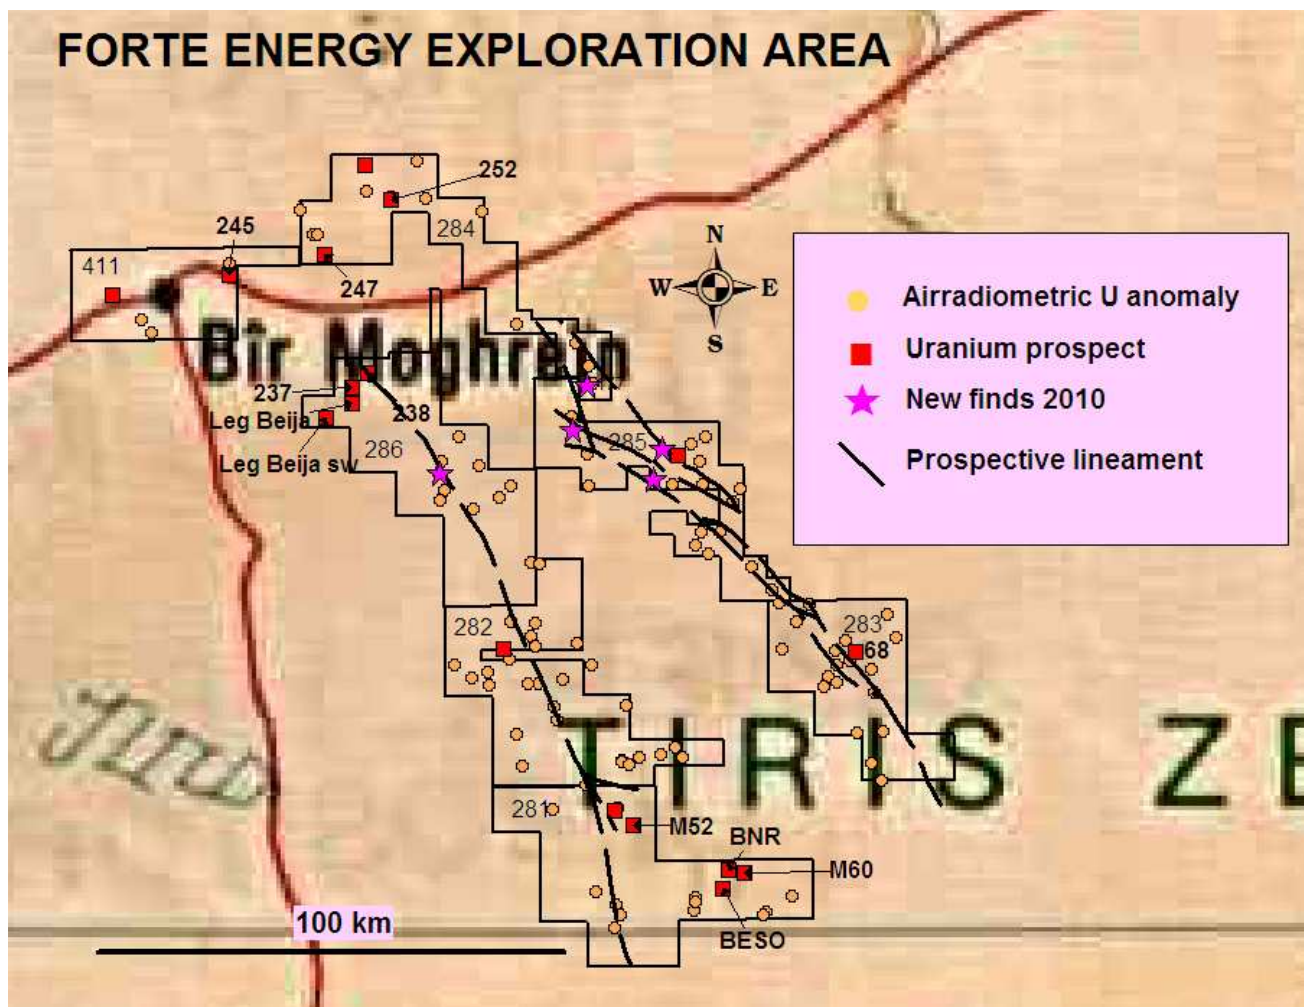 FORTE ENERGY EXPLORATION AREA
252
245
284
N
411
247
W
E
Airradiometric U anomaly
S
Uranium prospect
Bir Moghrein
237
New finds 2010
Leg Beija s
238
286
285
Leg Beija sw
Prospective lineament
282
283
68
TIRIS ZE
281
M52
BNR
M60
100 km
BESO